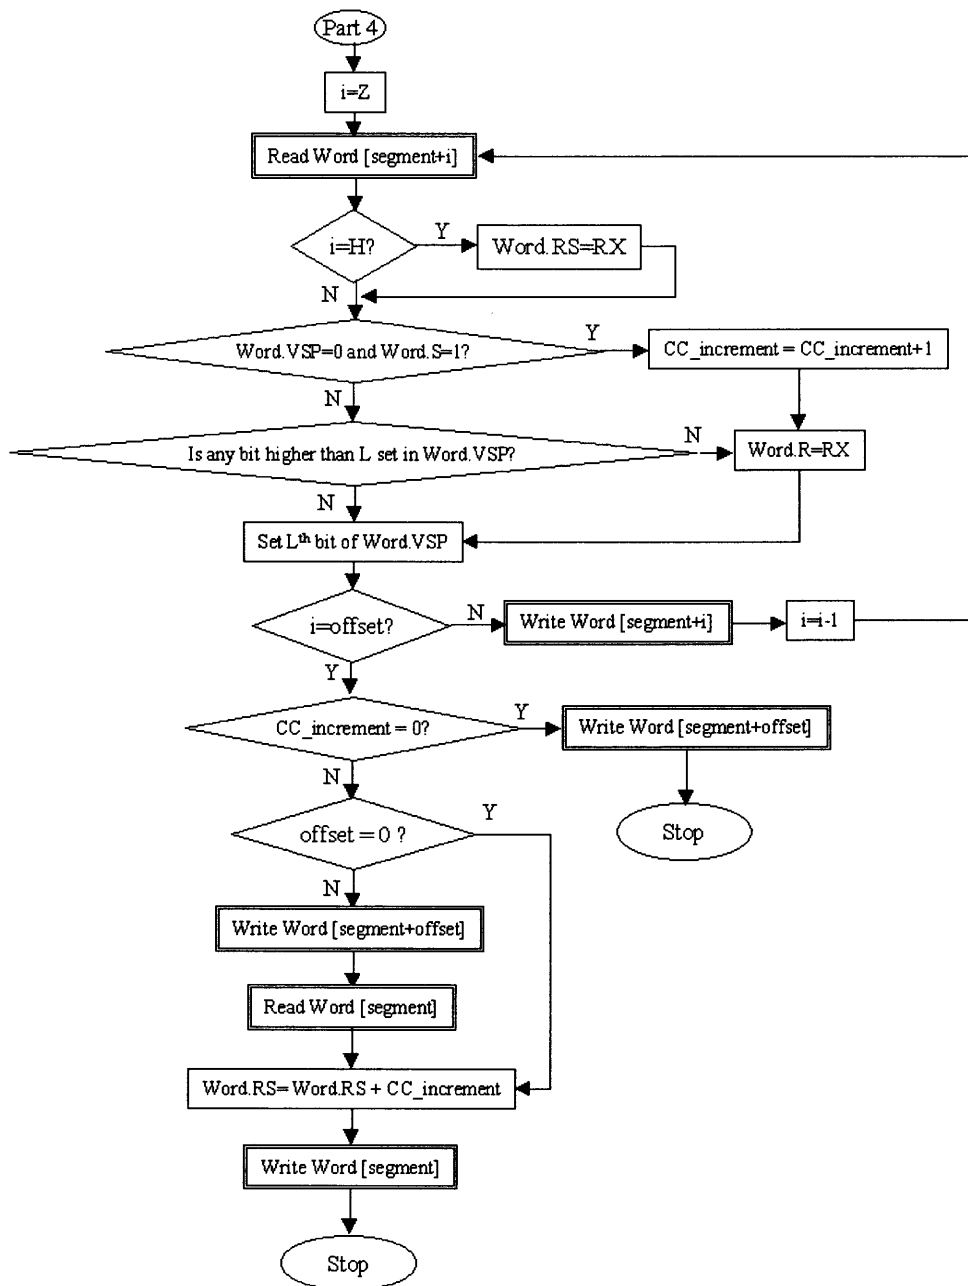 Part 4
i=Z
Read Word [segment+i]
i=H?
Y
Word.RS=RX
N
Word.VSP=0 and Word.S=1?
Y
CC_increment = CC_increment+1
N
Is any bit higher than L set in Word.VSP?
N
Word.R=RX
N
Set Lth bit of Word.VSP
i=offset?
N
Write Word [segment+i]
i=i-1
Y
CC_increment = 0?
Y
Write Word [segment+offset]
N
Stop
offset = 0 ?
Y
N
Write Word [segment+offset]
Read Word [segment]
Word.RS= Word.RS + CC_increment
Write Word [segment]
Stop